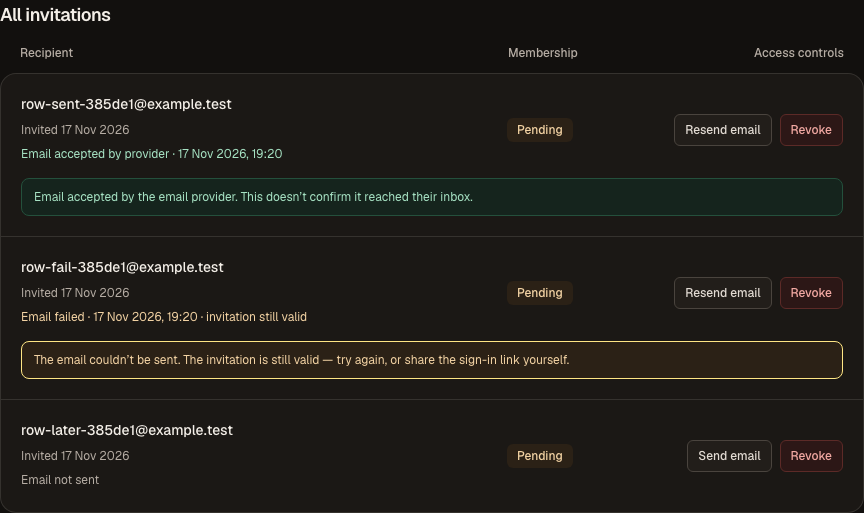 All invitations
Recipient Membership Access controls
row-sent-385de1@example.test
Invited 17 Nov 2026
Email accepted by provider · 17 Nov 2026, 19:20
Pending
Resend email
Revoke
Email accepted by the email provider. This doesn’t confirm it reached their inbox.
row-fail-385de1@example.test
Invited 17 Nov 2026
Email failed · 17 Nov 2026, 19:20 · invitation still valid
Pending
Resend email
Revoke
The email couldn’t be sent. The invitation is still valid — try again, or share the sign-in link yourself.
row-later-385de1@example.test
Invited 17 Nov 2026
Email not sent
Pending
Send email
Revoke